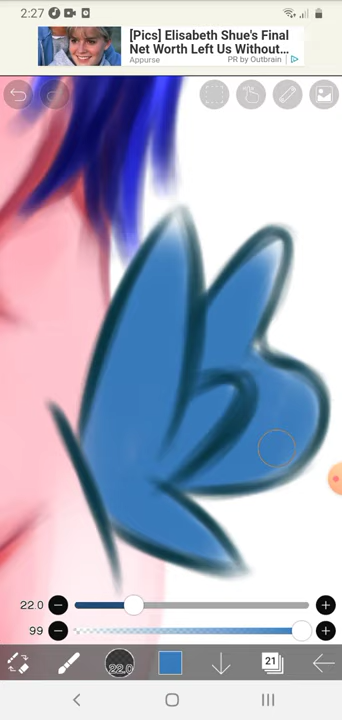 2:27
[Pics] Elisabeth Shue's Final
Net Worth Left Us Without...
Appurse
PR by Outbrain
22.0
99
22.0
21